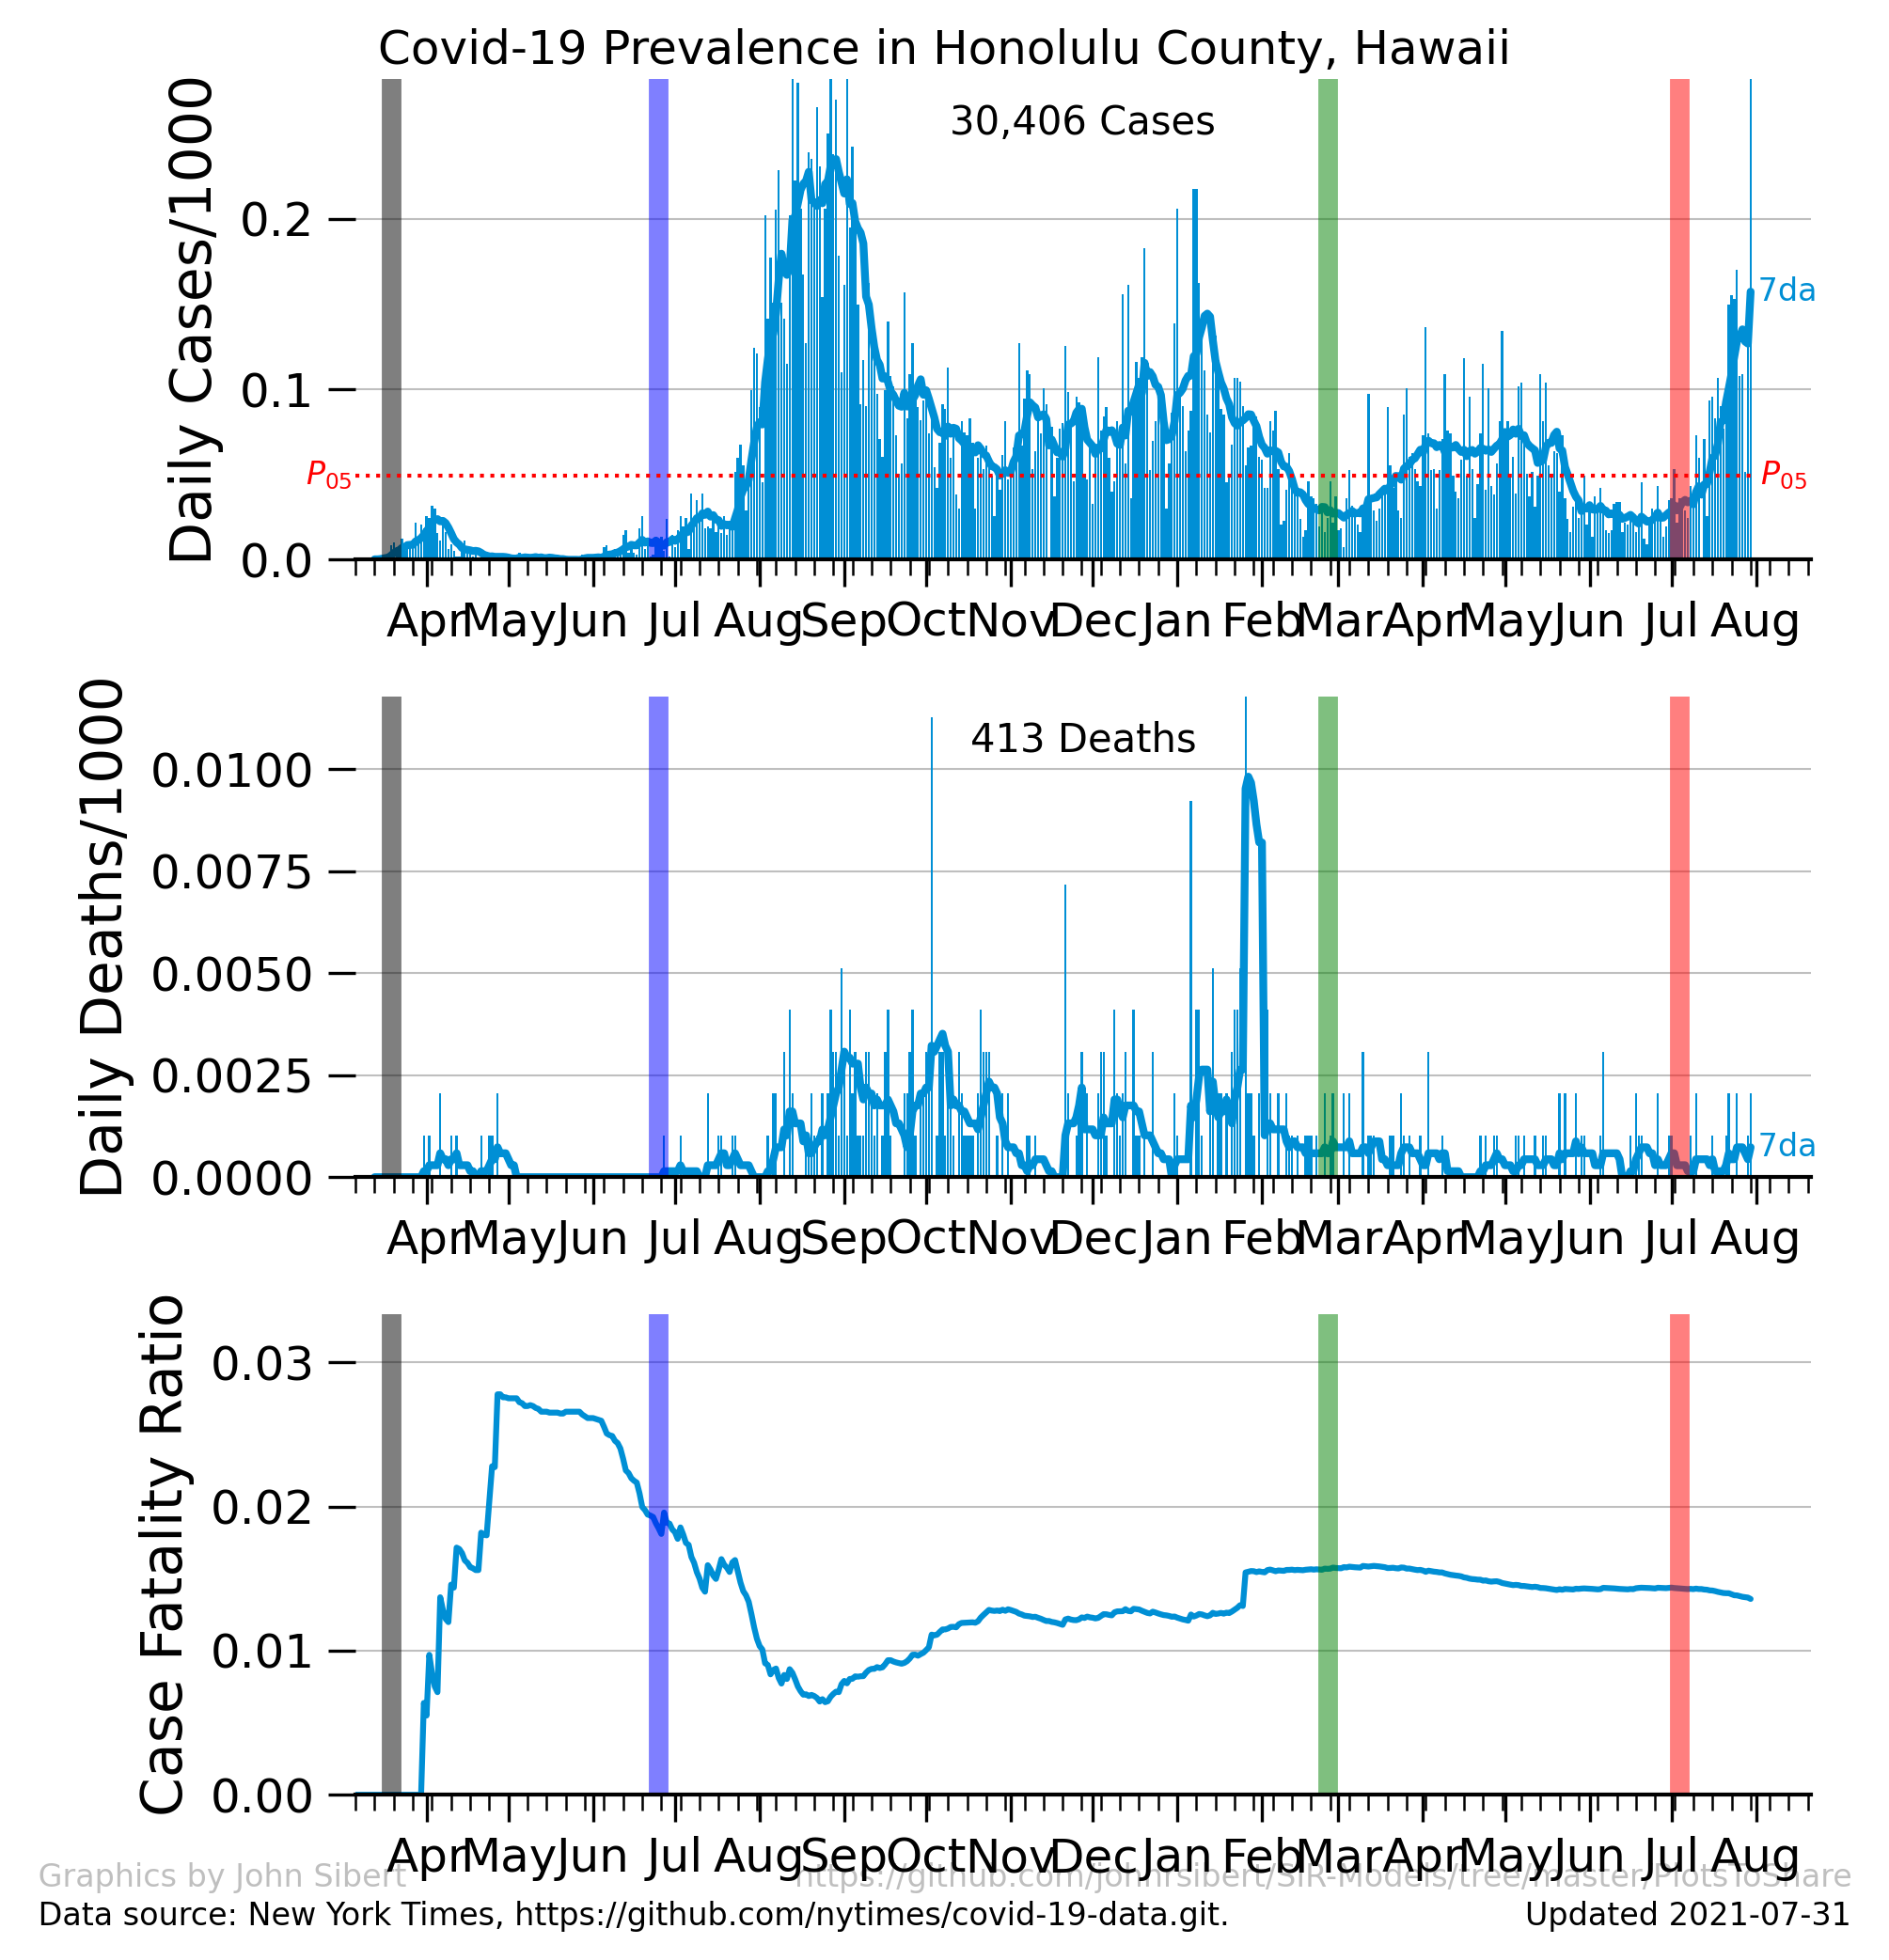 Covid-19 Prevalence in Honolulu County, Hawaii
Daily Cases/1000
30,406 Cases
0.2
0.1
0.0
7da
P05
P05
Apr May Jun Jul Aug Sep Oct Nov Dec Jan Feb Mar Apr May Jun Jul Aug
Daily Deaths/1000
413 Deaths
0.0100
0.0075
0.0050
0.0025
0.0000
7da
Apr May Jun Jul Aug Sep Oct Nov Dec Jan Feb Mar Apr May Jun Jul Aug
Case Fatality Ratio
0.03
0.02
0.01
0.00
Apr May Jun Jul Aug Sep Oct Nov Dec Jan Feb Mar Apr May Jun Jul Aug
Graphics by John Sibert
https://github.com/johnrsibert/SIR-Models/tree/master/PlotsToShare
Data source: New York Times, https://github.com/nytimes/covid-19-data.git.
Updated 2021-07-31